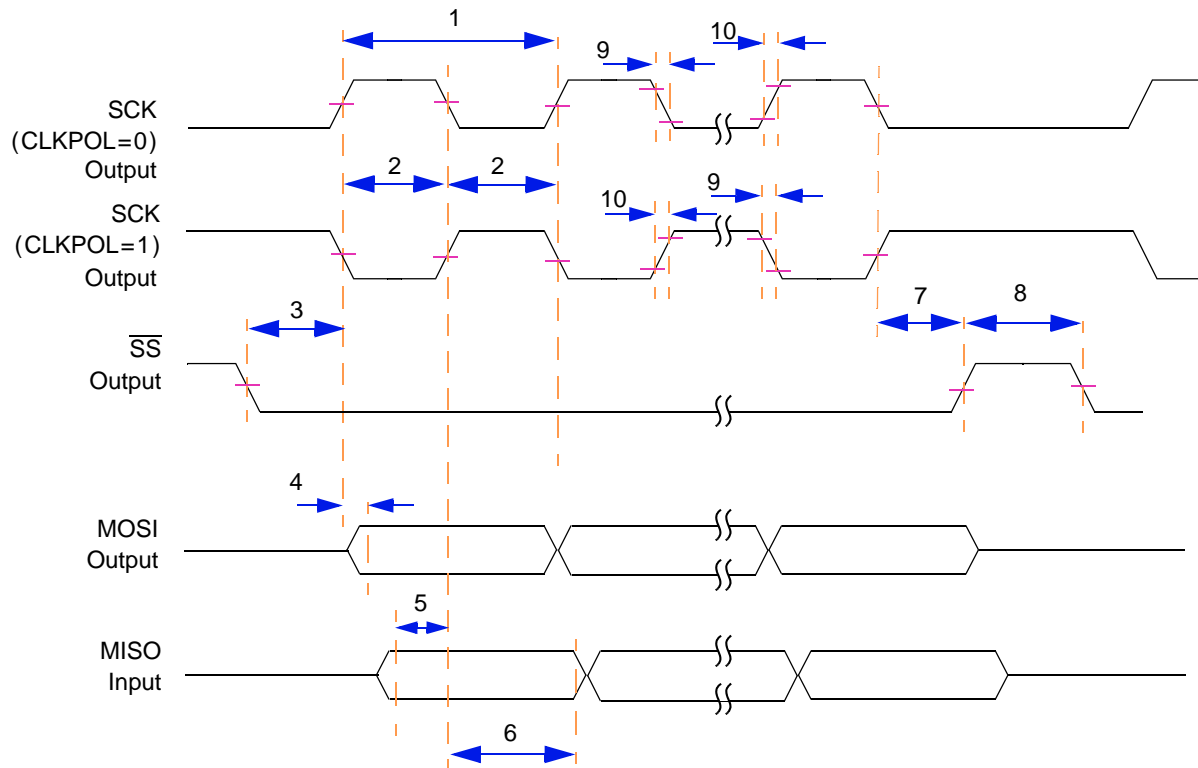 1
9
10
SCK
(CLKPOL=0)
Output
2
2
SCK
(CLKPOL=1)
Output
10
9
3
7
8
SS
Output
4
MOSI
Output
5
MISO
Input
6